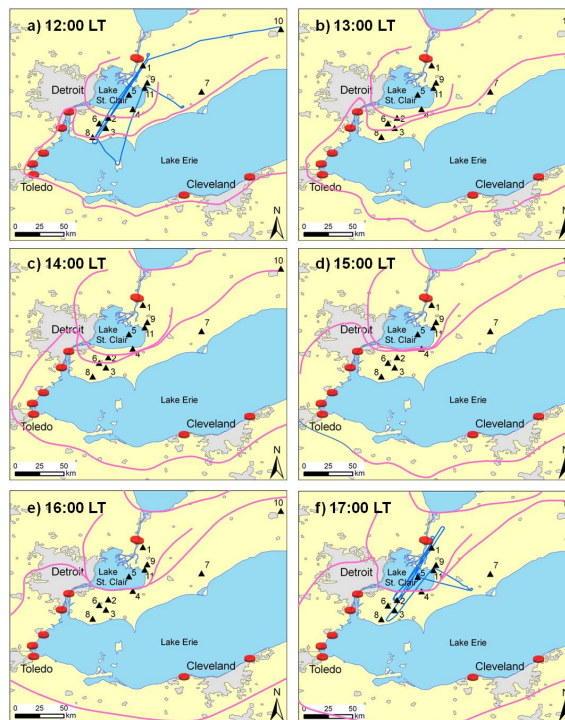 a) 12:00 LT
10
1
9
Detroit
Lake
St. Clair
5
11
7
4
6
2
3
8
Lake Erie
Toledo
Cleveland
N
0 25 50
km
b) 13:00 LT
10
1
9
Detroit
Lake
St. Clair
5
11
7
4
6
2
3
8
Lake Erie
Toledo
Cleveland
N
0 25 50
km
c) 14:00 LT
10
1
9
Detroit
Lake
St. Clair
5
11
7
4
6
2
3
8
Lake Erie
Toledo
Cleveland
N
0 25 50
km
d) 15:00 LT
10
1
9
Detroit
Lake
St. Clair
5
11
7
4
6
2
3
8
Lake Erie
Toledo
Cleveland
N
0 25 50
km
e) 16:00 LT
10
1
9
Detroit
Lake
St. Clair
5
11
7
4
6
2
3
8
Lake Erie
Toledo
Cleveland
N
0 25 50
km
f) 17:00 LT
10
1
9
Detroit
Lake
St. Clair
5
11
7
4
6
2
3
8
Lake Erie
Toledo
Cleveland
N
0 25 50
km